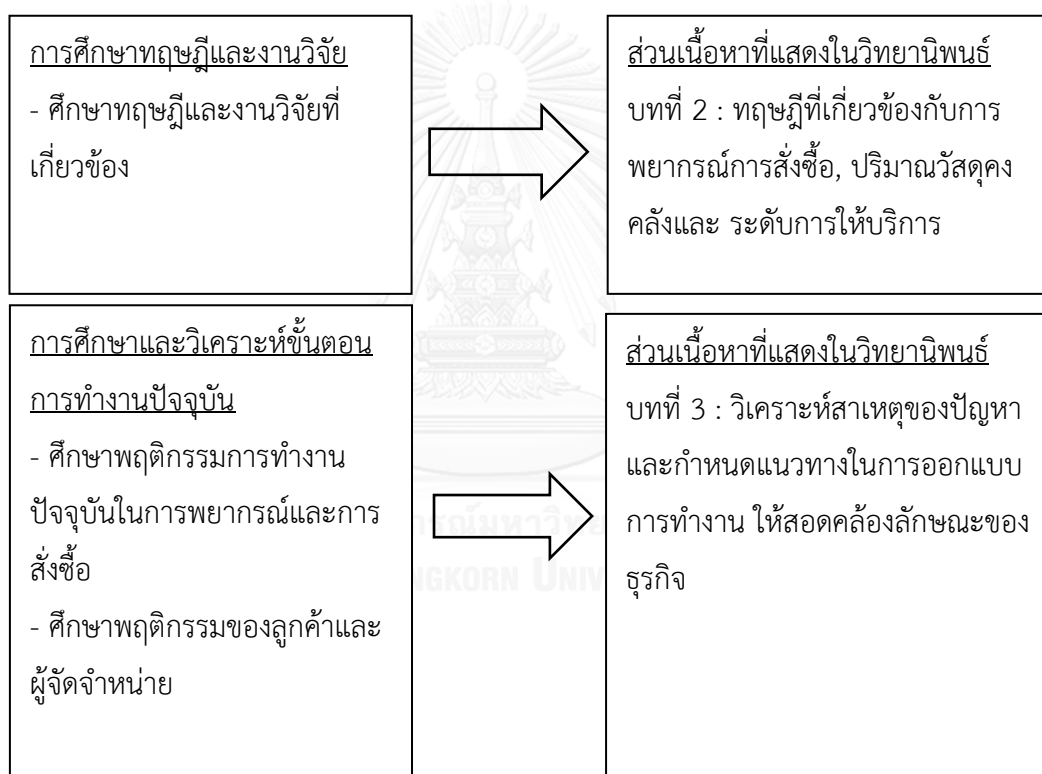 การศึกษาทฤษฎีและงานวิจัย
- ศึกษาทฤษฎีและงานวิจัยที่
เกี่ยวข้อง
ส่วนเนื้อหาที่แสดงในวิทยานิพนธ์
บทที่ 2 : ทฤษฎีที่เกี่ยวข้องกับการ
พยากรณ์การสั่งซื้อ, ปริมาณวัสดุคง
คลังและ ระดับการให้บริการ
การศึกษาและวิเคราะห์ขั้นตอน
การทำงานปัจจุบัน
- ศึกษาพฤติกรรมการทำงาน
ปัจจุบันในการพยากรณ์และการ
สั่งซื้อ
- ศึกษาพฤติกรรมของลูกค้าและ
ผู้จัดจำหน่าย
ส่วนเนื้อหาที่แสดงในวิทยานิพนธ์
บทที่ 3 : วิเคราะห์สาเหตุของปัญหา
และกำหนดแนวทางในการออกแบบ
การทำงาน ให้สอดคล้องลักษณะของ
ธุรกิจ